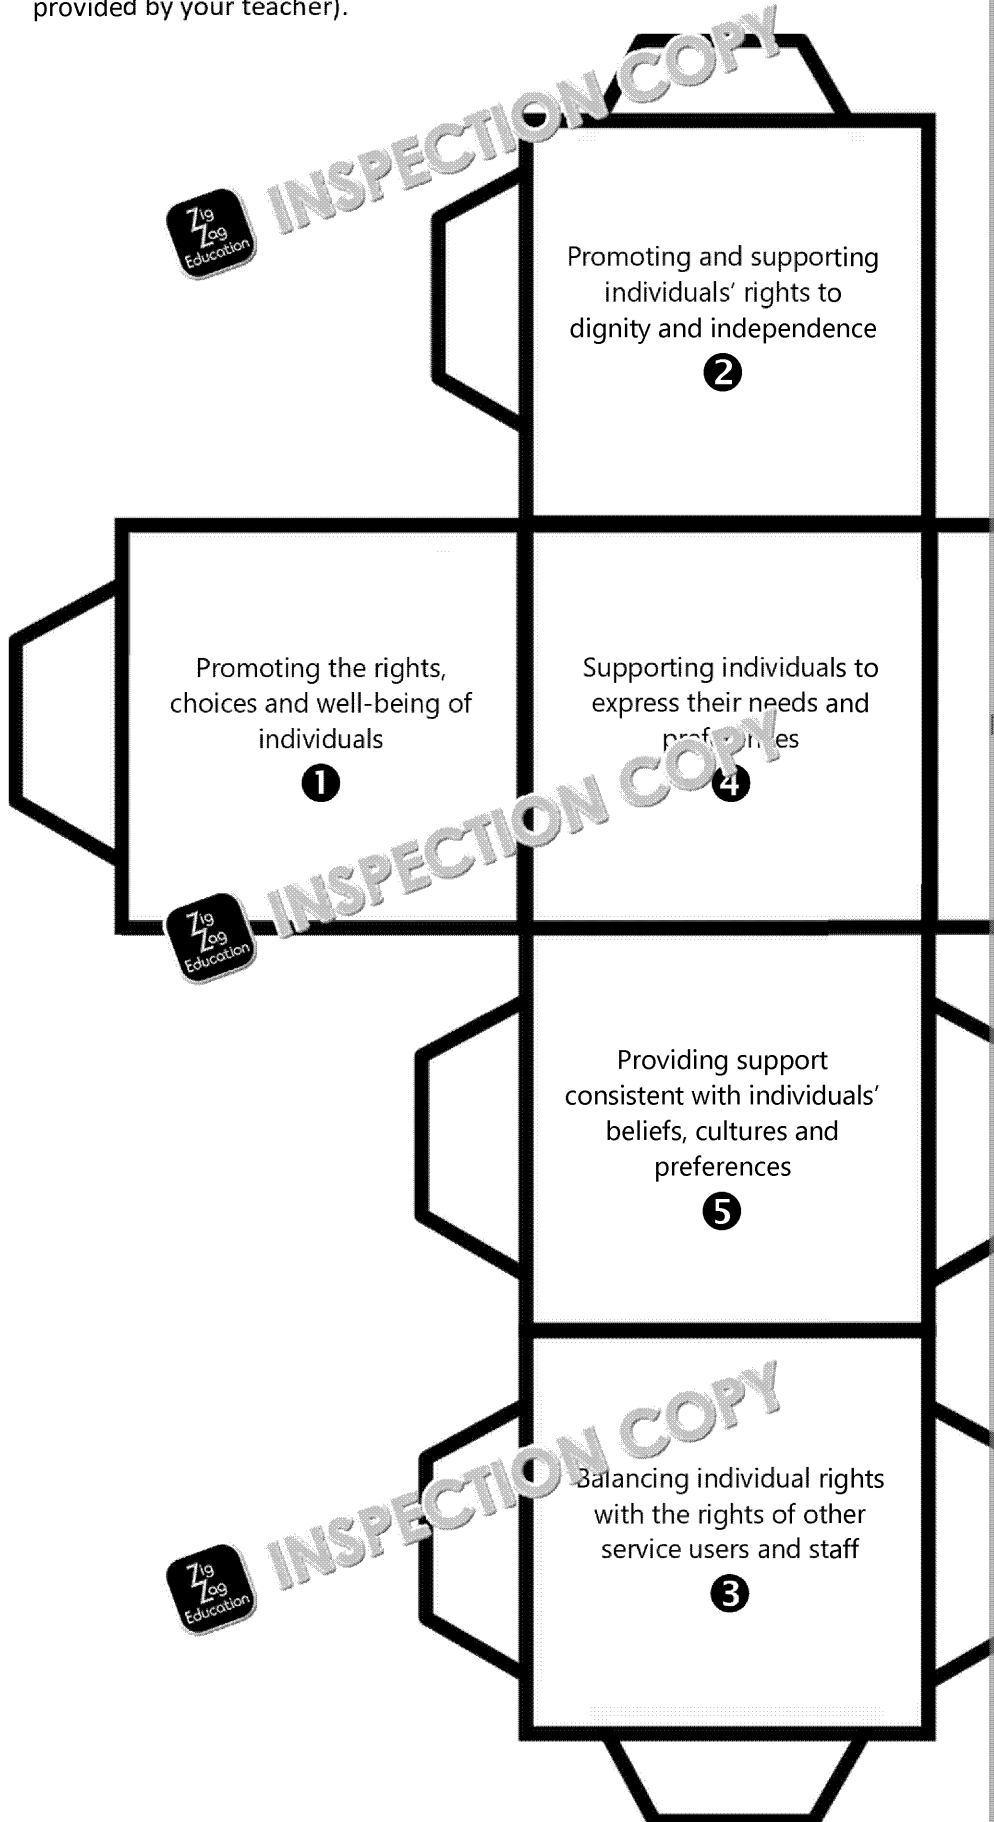 provided by your teacher).
INSPECTION COPY
Zig
Zag
Education
Promoting and supporting
individuals' rights to
dignity and independence
2
Promoting the rights,
choices and well-being of
individuals
1
Supporting individuals to
express their needs and
preferences
4
INSPECTION COPY
Zig
Zag
Education
Providing support
consistent with individuals'
beliefs, cultures and
preferences
5
INSPECTION COPY
Zig
Zag
Education
Balancing individual rights
with the rights of other
service users and staff
3